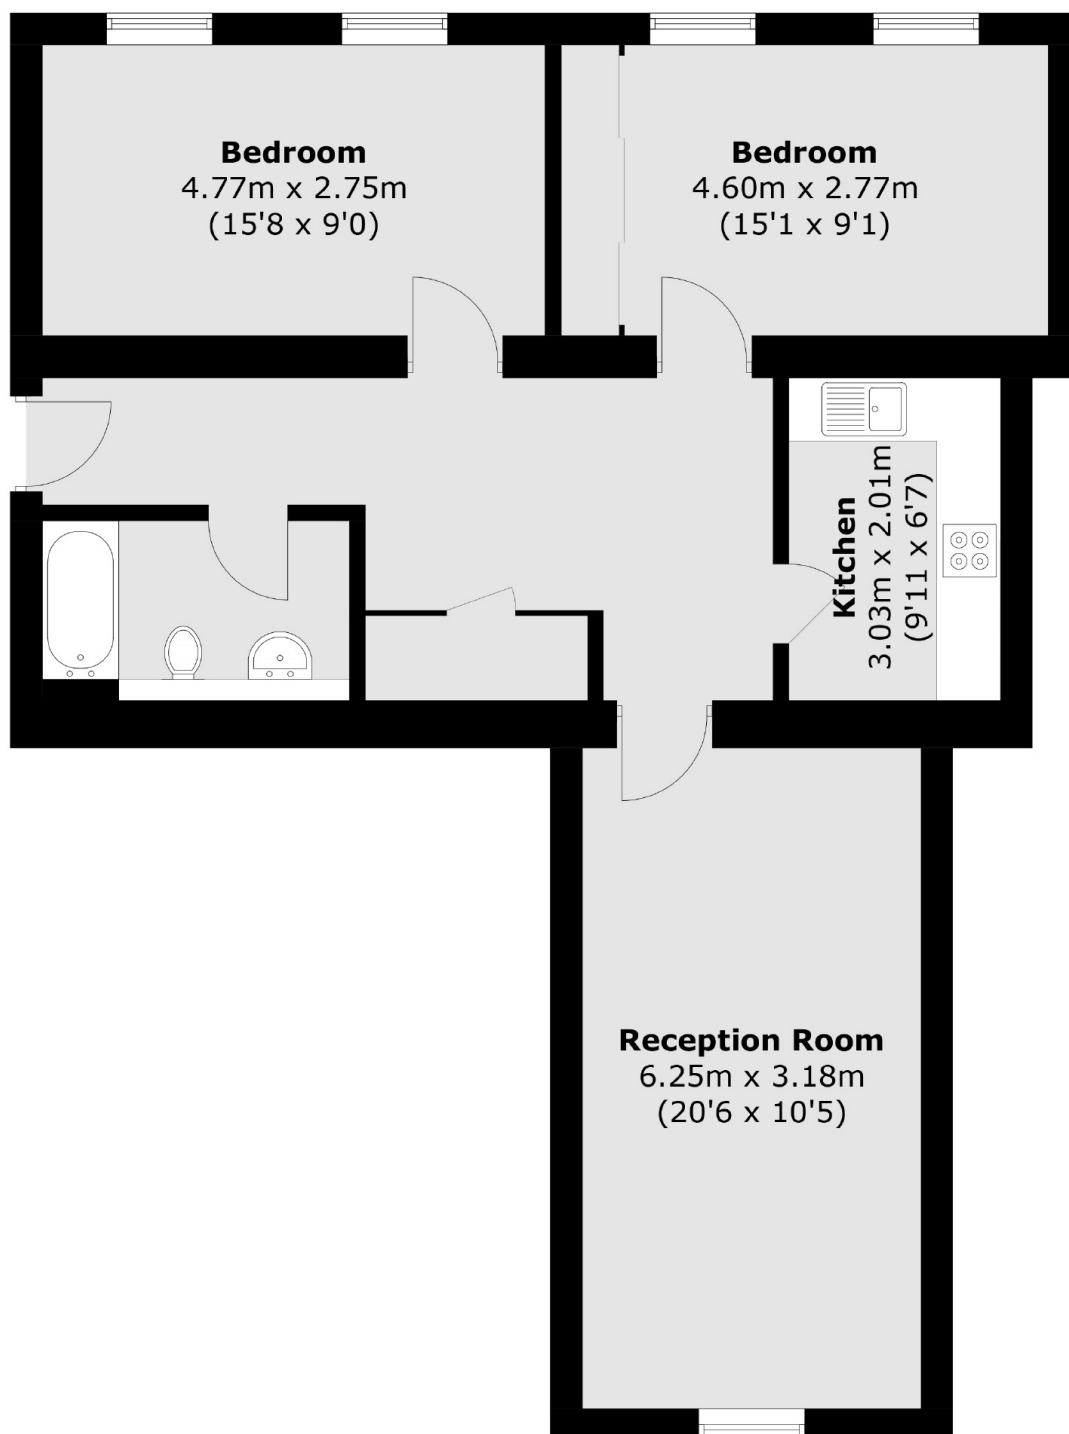 Bedroom
4.77m x 2.75m
(15'8 x 9'0)
Bedroom
4.60m x 2.77m
(15'1 x 9'1)
Kitchen
3.03m x 2.01m
(9'11 x 6'7)
Reception Room
6.25m x 3.18m
(20'6 x 10'5)